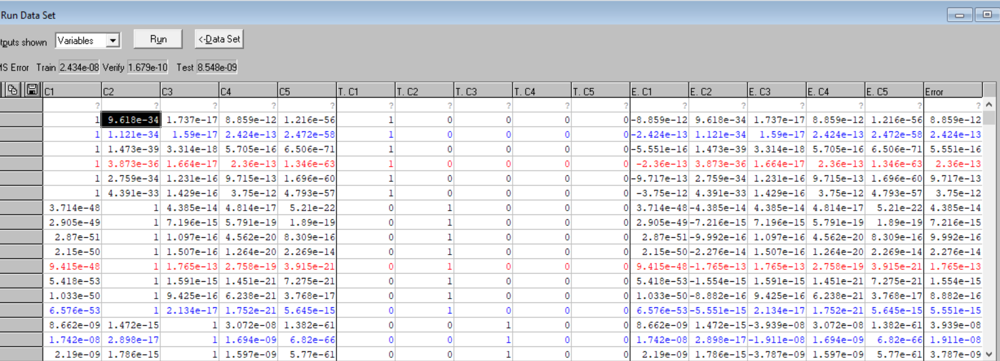 Run Data Set
tputs shown Variables Run <-Data Set
MS Error Train 2.434e-08 Verify 1.679e-10 Test 8.548e-09
C1 C2 C3 C4 C5 T. C1 T. C2 T. C3 T. C4 T. C5 E. C1 E. C2 E. C3 E. C4 E. C5 Error
? ? ? ? ? ? ? ? ? ? ?
1 9.618e-34 1.737e-17 8.859e-12 1.216e-56 1 0 0 0 0 -8.859e-12 9.618e-34 1.737e-17 8.859e-12 1.216e-56 8.859e-12
1 1.121e-34 1.59e-17 2.424e-13 2.472e-58 1 0 0 0 0 -2.424e-13 1.121e-34 1.59e-17 2.424e-13 2.472e-58 2.424e-13
1 1.473e-39 3.314e-18 5.705e-16 6.506e-71 1 0 0 0 0 -5.551e-16 1.473e-39 3.314e-18 5.705e-16 6.506e-71 5.551e-16
1 3.873e-36 1.664e-17 2.36e-13 1.346e-63 1 0 0 0 0 -2.36e-13 3.873e-36 1.664e-17 2.36e-13 1.346e-63 2.36e-13
1 2.759e-34 1.231e-16 9.715e-13 1.696e-60 1 0 0 0 0 -9.717e-13 2.759e-34 1.231e-16 9.715e-13 1.696e-60 9.717e-13
1 4.391e-33 1.429e-16 3.75e-12 4.793e-57 1 0 0 0 0 -3.75e-12 4.391e-33 1.429e-16 3.75e-12 4.793e-57 3.75e-12
3.714e-48 1 4.385e-14 4.814e-17 5.21e-22 0 1 0 0 0 3.714e-48 -4.385e-14 4.385e-14 4.814e-17 5.21e-22 4.385e-14
2.905e-49 1 7.196e-15 5.791e-19 1.89e-19 0 1 0 0 0 2.905e-49 -7.216e-15 7.196e-15 5.791e-19 1.89e-19 7.216e-15
2.87e-51 1 1.097e-16 4.562e-20 8.309e-16 0 1 0 0 0 2.87e-51 -9.992e-16 1.097e-16 4.562e-20 8.309e-16 9.992e-16
2.15e-50 1 1.507e-16 1.264e-20 2.269e-14 0 1 0 0 0 2.15e-50 -2.276e-14 1.507e-16 1.264e-20 2.269e-14 2.276e-14
9.415e-48 1 1.765e-13 2.758e-19 3.915e-21 0 1 0 0 0 9.415e-48 -1.765e-13 1.765e-13 2.758e-19 3.915e-21 1.765e-13
5.418e-53 1 1.591e-15 1.451e-21 7.275e-21 0 1 0 0 0 5.418e-53 -1.554e-15 1.591e-15 1.451e-21 7.275e-21 1.554e-15
1.033e-50 1 9.425e-16 6.238e-21 3.768e-17 0 1 0 0 0 1.033e-50 -8.882e-16 9.425e-16 6.238e-21 3.768e-17 8.882e-16
6.576e-53 1 2.134e-17 1.752e-21 5.645e-15 0 1 0 0 0 6.576e-53 -5.551e-15 2.134e-17 1.752e-21 5.645e-15 5.551e-15
8.662e-09 1.472e-15 1 3.072e-08 1.382e-61 0 0 1 0 0 8.662e-09 1.472e-15 -3.939e-08 3.072e-08 1.382e-61 3.939e-08
1.742e-08 2.898e-17 1 1.694e-09 6.82e-66 0 0 1 0 0 1.742e-08 2.898e-17 -1.911e-08 1.694e-09 6.82e-66 1.911e-08
2.19e-09 1.786e-15 1 1.597e-09 5.77e-61 0 0 1 0 0 2.19e-09 1.786e-15 -3.787e-09 1.597e-09 5.77e-61 3.787e-09